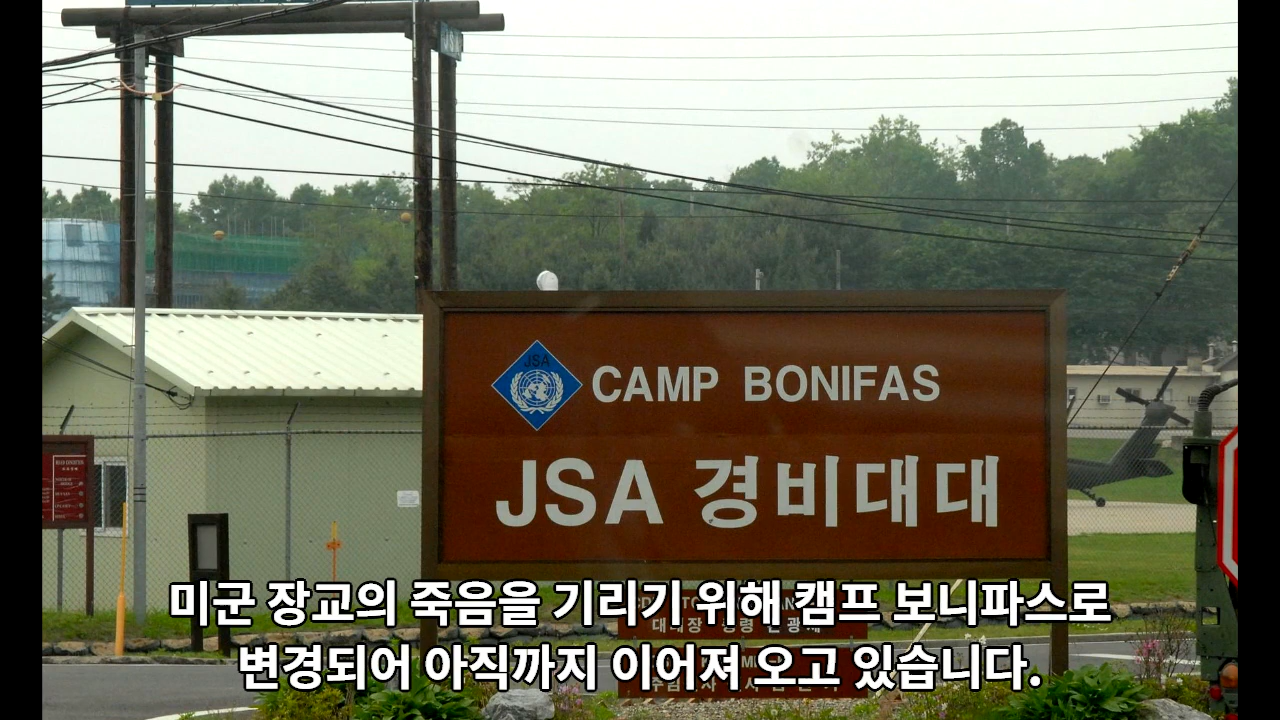 JSA
CAMP BONIFAS
JSA 경비대대
미군 장교의 죽음을 기리기 위해 캠프 보니파스로
변경되어 아직까지 이어져 오고 있습니다.